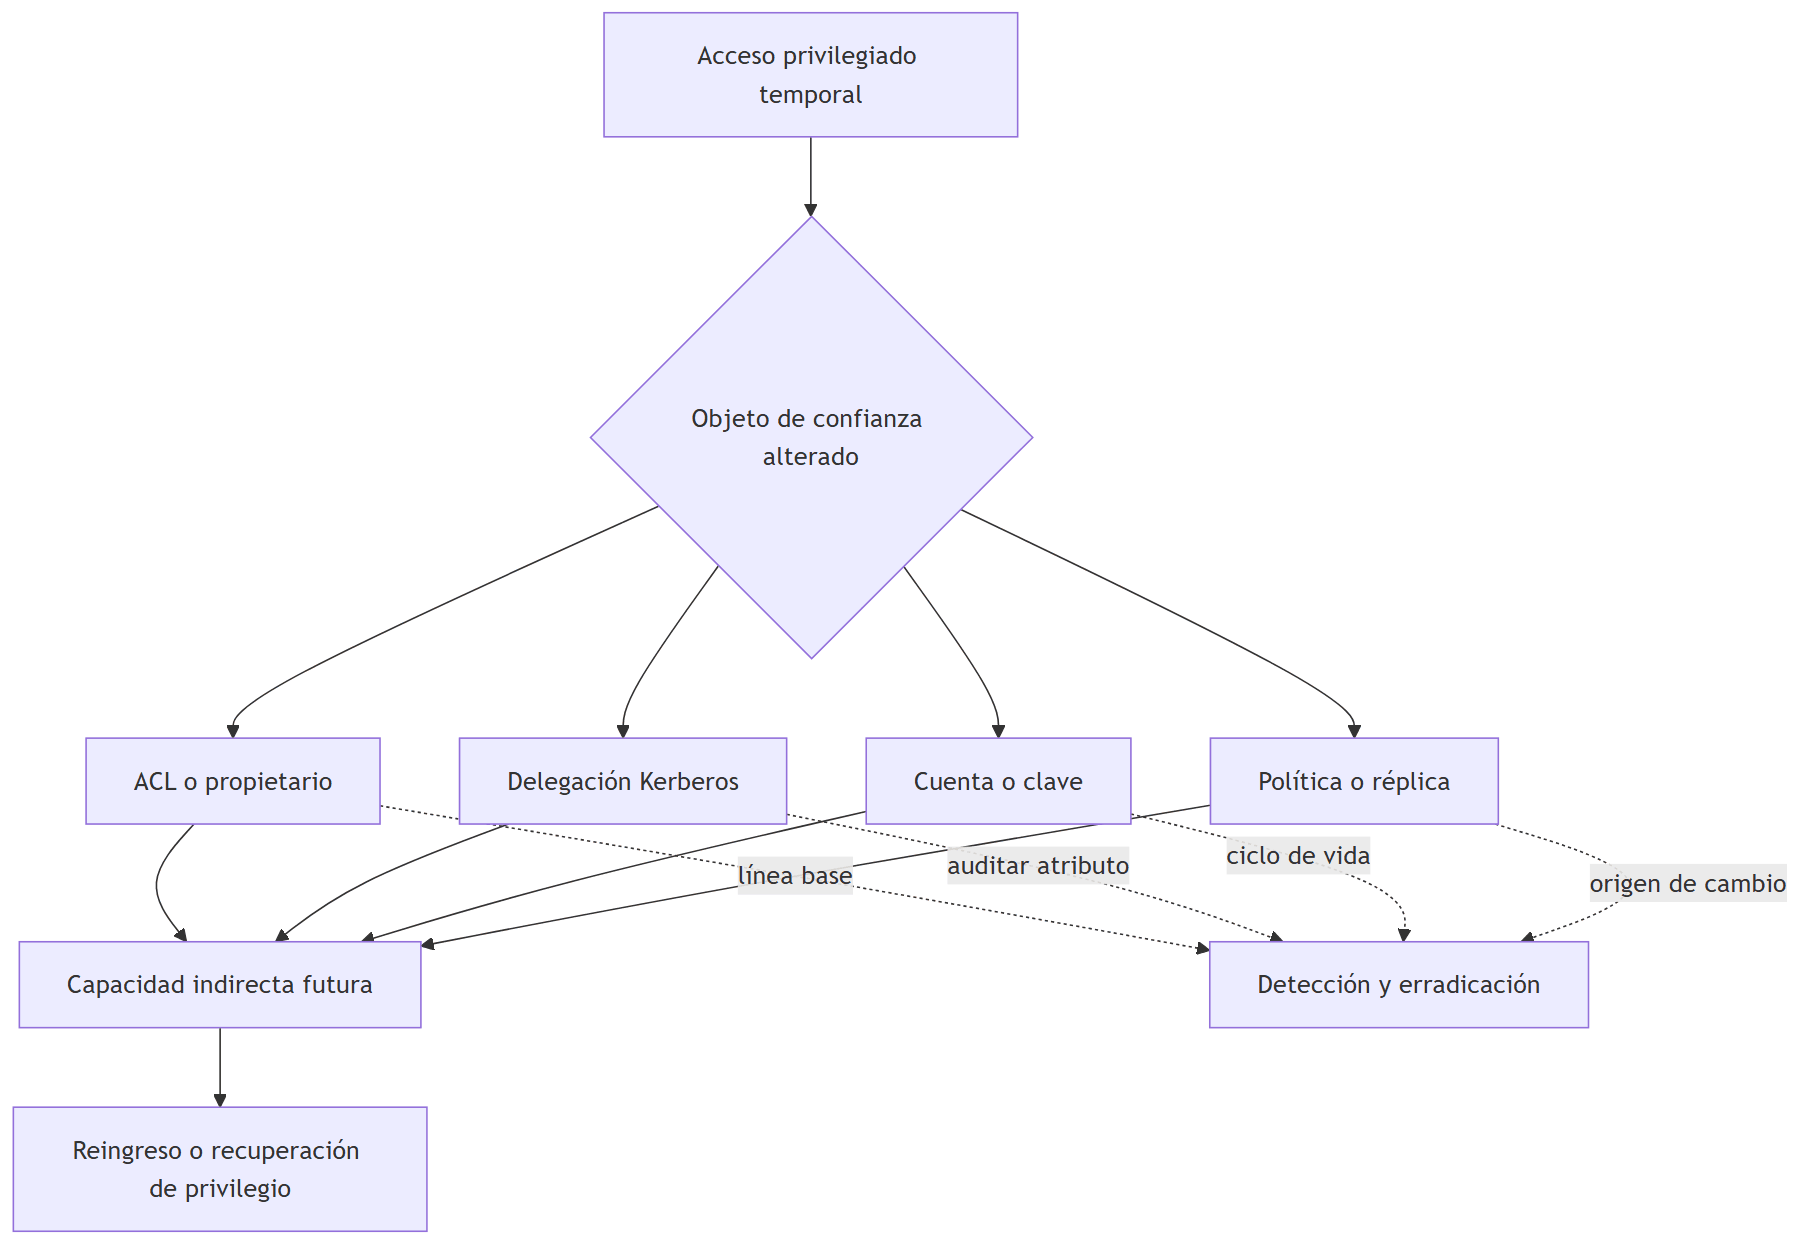 Acceso privilegiado
temporal
Objeto de confianza
alterado
ACL o propietario
Delegación Kerberos
Cuenta o clave
Política o réplica
línea base
auditar atributo
ciclo de vida
origen de cambio
Capacidad indirecta futura
Detección y erradicación
Reingreso o recuperación
de privilegio